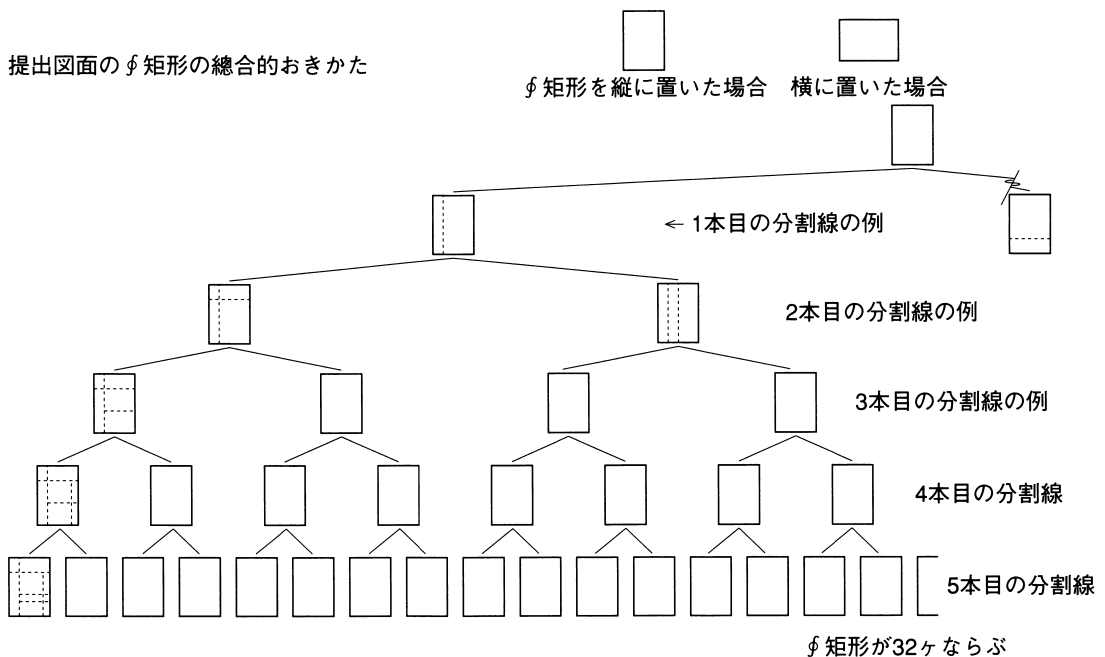 提出図面の∮矩形の總合的おきかた
∮矩形を縦に置いた場合 横に置いた場合
← 1本目の分割線の例
2本目の分割線の例
3本目の分割線の例
4本目の分割線
5本目の分割線
∮矩形が32ヶならぶ